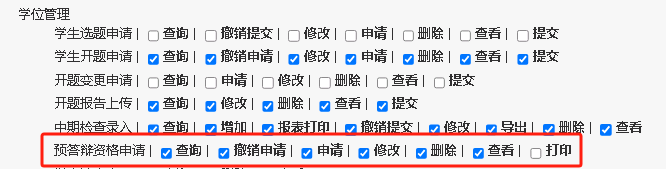 学位管理
学生选题申请 | 查询 | 撤销提交 | 修改 | 申请 | 删除 | 查看 | 提交
学生开题申请 | 查询 | 撤销申请 | 修改 | 申请 | 删除 | 查看 | 提交
开题变更申请 | 查询 | 申请 | 修改 | 删除 | 查看 | 提交
开题报告上传 | 查询 | 修改 | 删除 | 查看 | 提交
中期检查录入 | 查询 | 增加 | 报表打印 | 撤销提交 | 修改 | 导出 | 删除 | 查看
预答辩资格申请 | 查询 | 撤销申请 | 申请 | 修改 | 删除 | 查看 | 打印